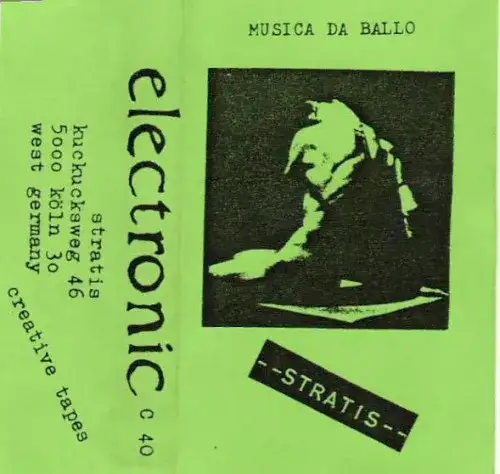 MUSICA DA BALLO
--STRATIS--
electronic C 40
stratis
kuckucksweg 46
5000 köln 30
west germany
creative tapes